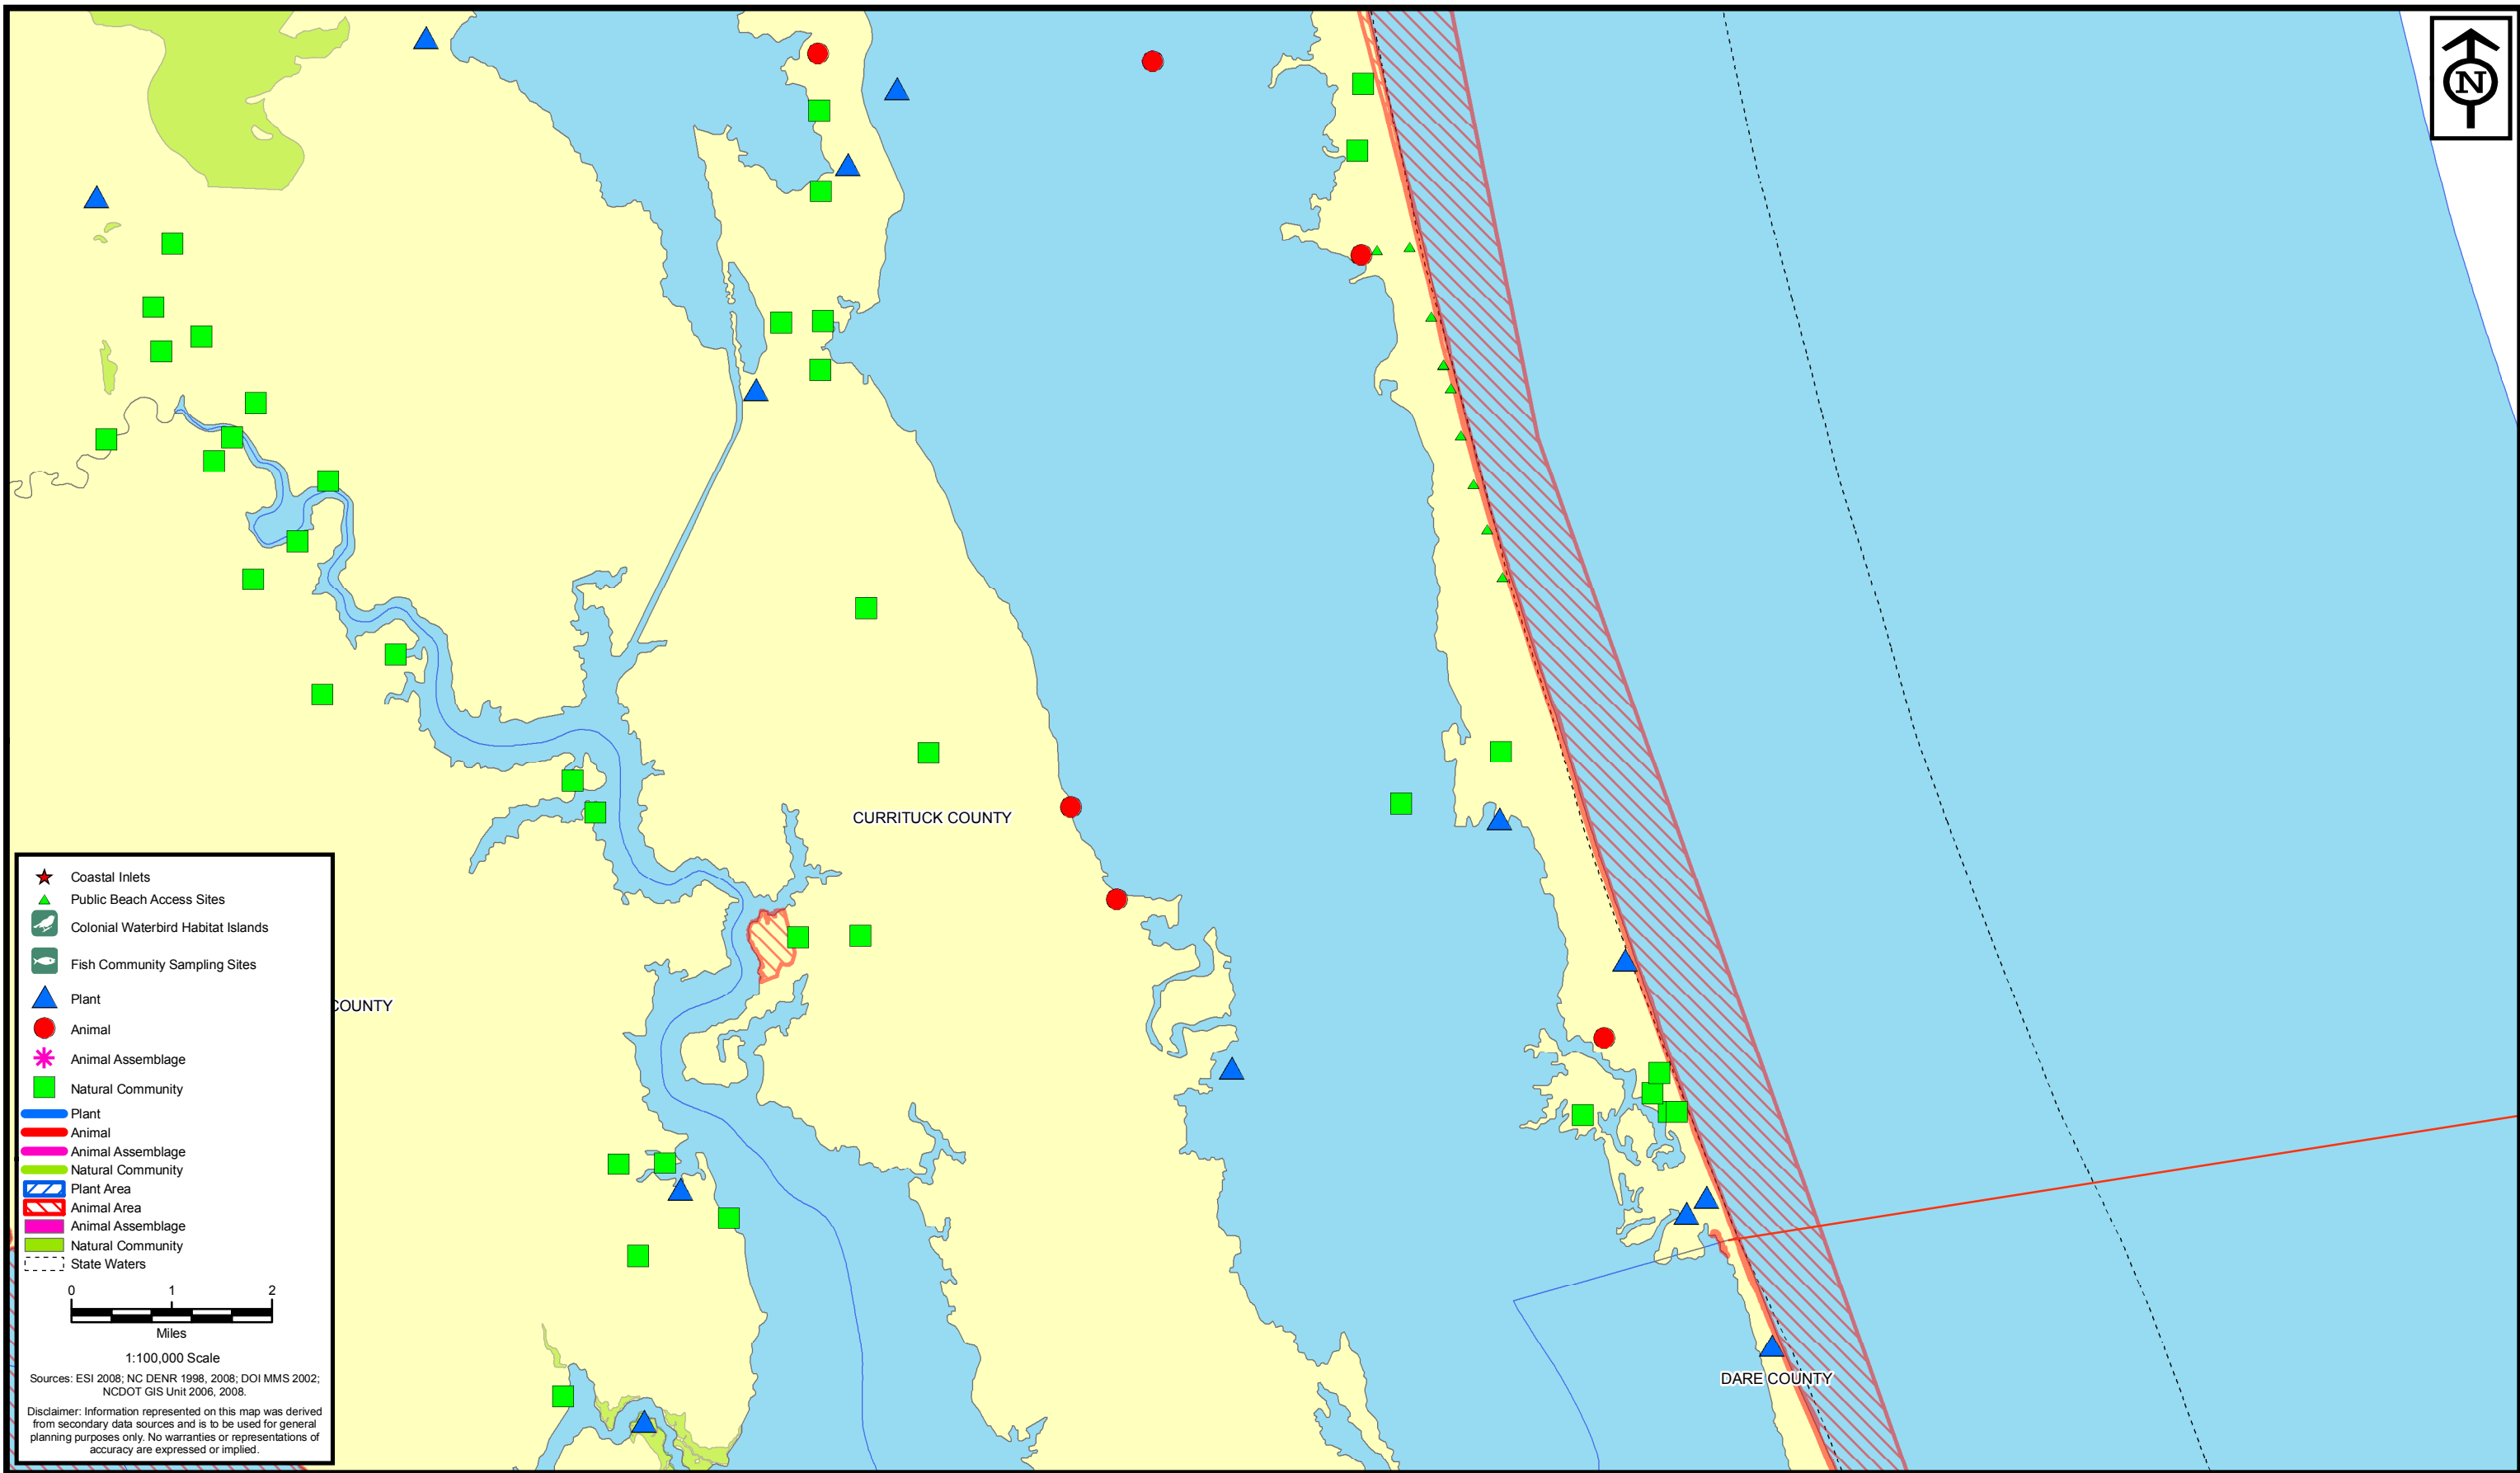 N
CURRITUCK COUNTY
COUNTY
DARE COUNTY
Coastal Inlets
Public Beach Access Sites
Colonial Waterbird Habitat Islands
Fish Community Sampling Sites
Plant
Animal
Animal Assemblage
Natural Community
Plant
Animal
Animal Assemblage
Natural Community
Plant Area
Animal Area
Animal Assemblage
Natural Community
State Waters
0 1 2
Miles
1:100,000 Scale
Sources: ESI 2008; NC DENR 1998, 2008; DOI MMS 2002;
NCDOT GIS Unit 2006, 2008.
Disclaimer: Information represented on this map was derived
from secondary data sources and is to be used for general
planning purposes only. No warranties or representations of
accuracy are expressed or implied.